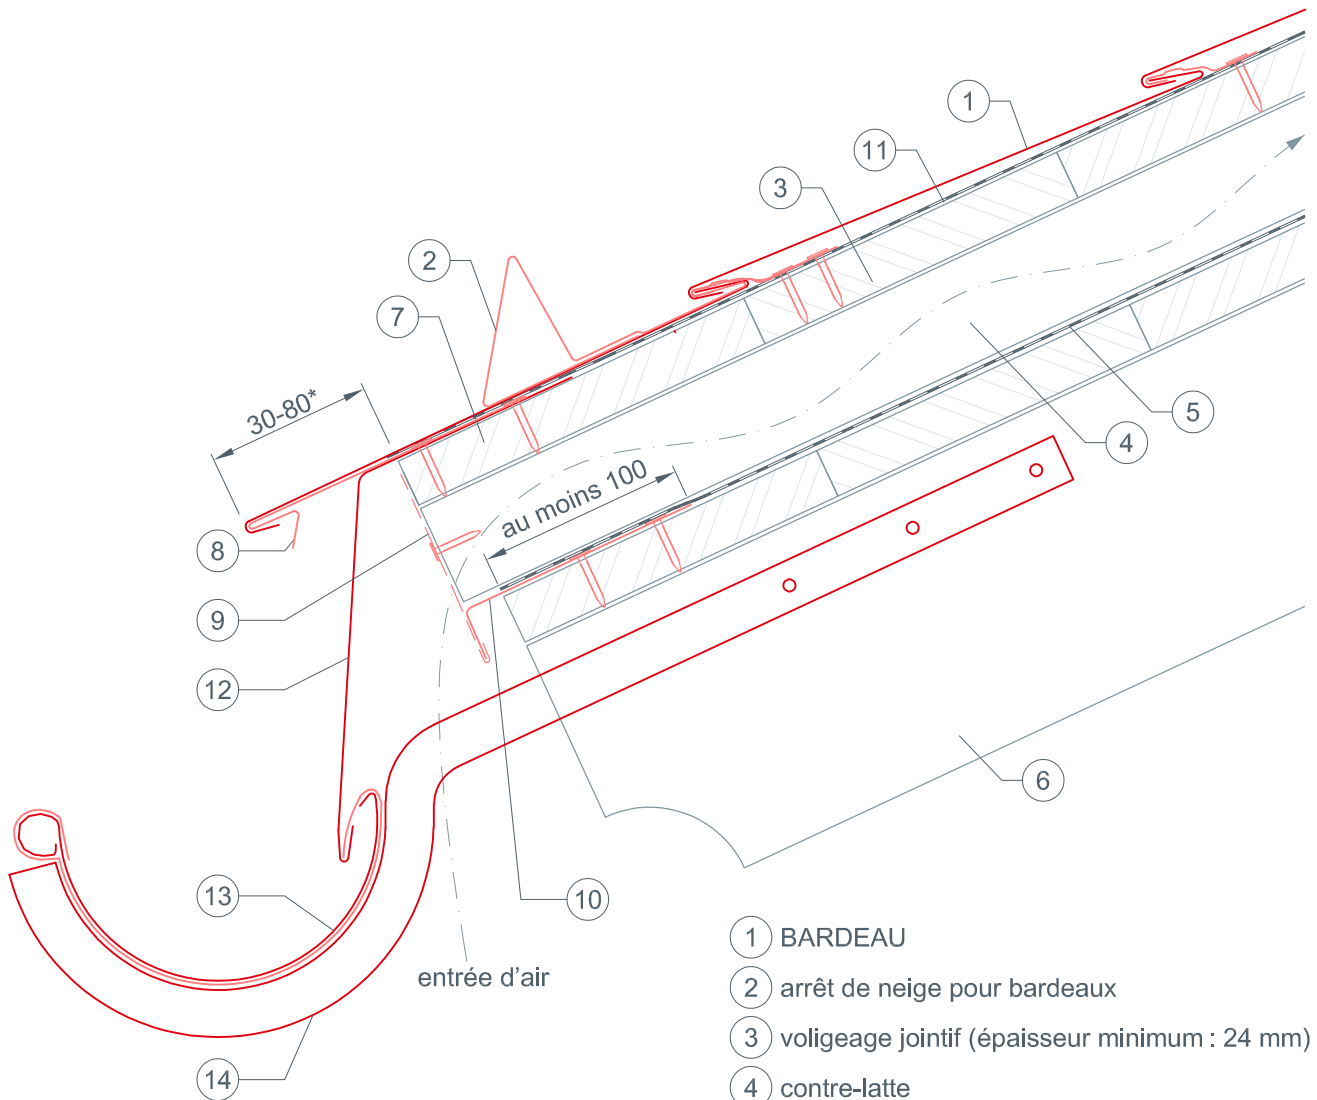 1
11
3
2
7
30-80*
5
4
au moins 100
8
9
12
6
13
10
entrée d’air
14
1 BARDEAU
2 arrêt de neige pour bardeaux
3 voligeage jointif (épaisseur minimum : 24 mm)
4 contre-latte